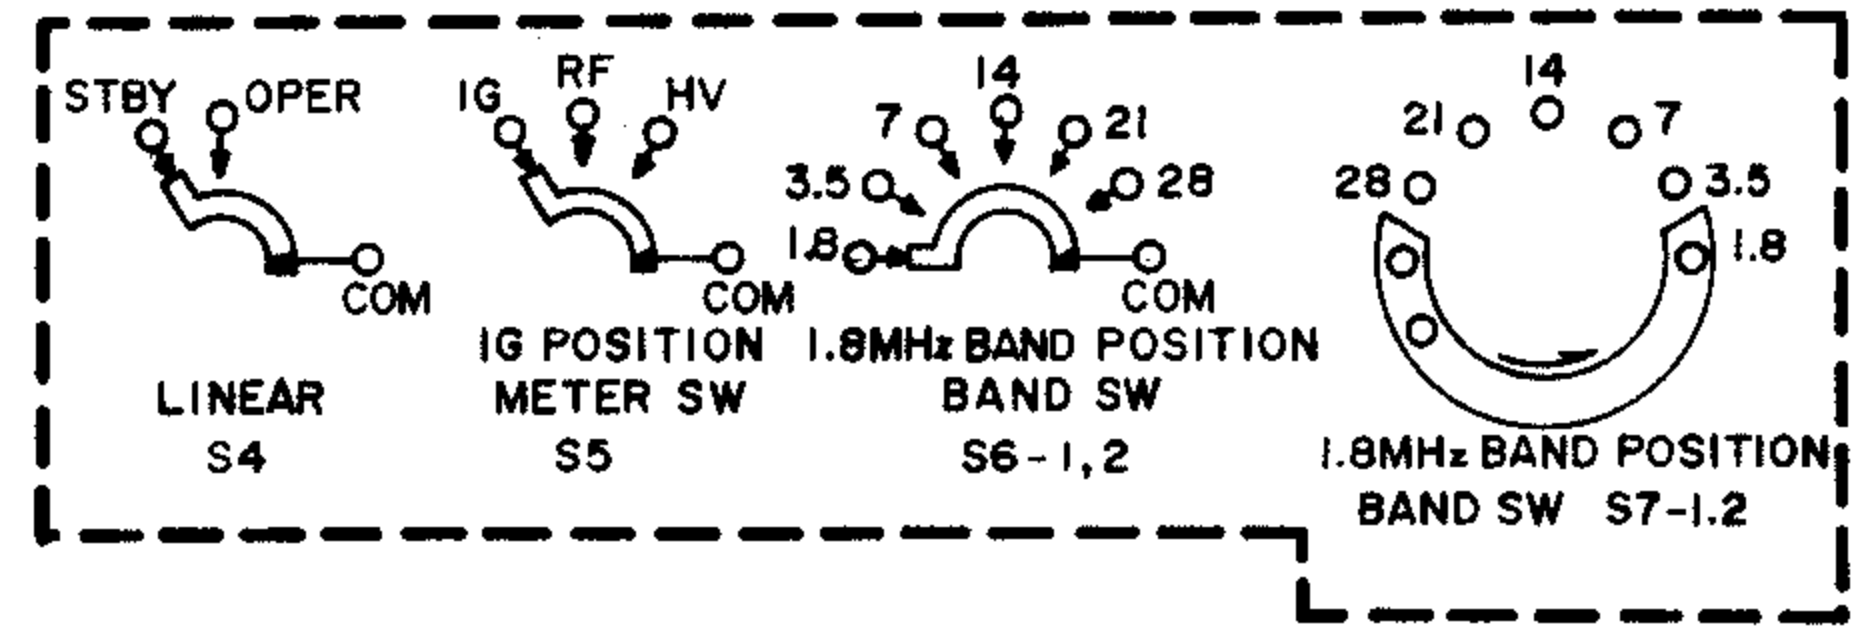 STBY OPER
COM
LINEAR
S4
IG RF HV
COM
IG POSITION
METER SW
S5
1.8 3.5 7 14 21 28
COM
1.8MHz BAND POSITION
BAND SW
S6-1,2
28 21 14 7 3.5 1.8
1.8MHz BAND POSITION
BAND SW S7-1.2